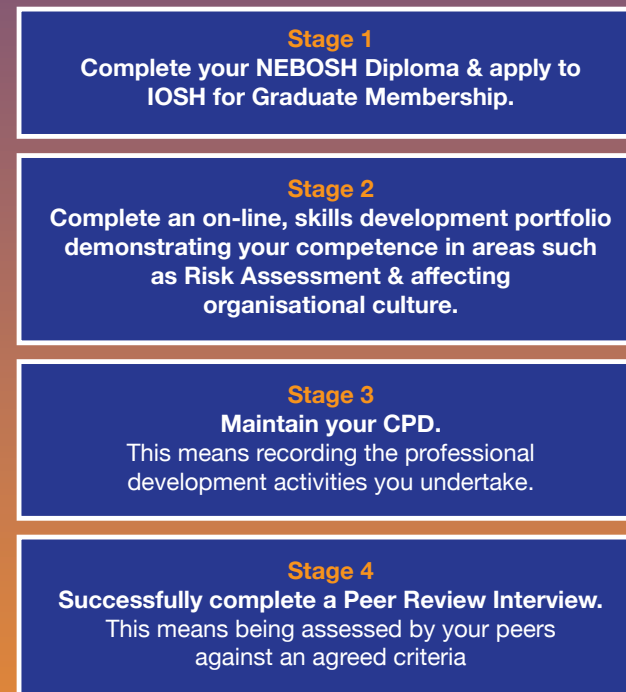 Stage 1
Complete your NEBOSH Diploma & apply to
IOSH for Graduate Membership.
Stage 2
Complete an on-line, skills development portfolio
demonstrating your competence in areas such
as Risk Assessment & affecting
organisational culture.
Stage 3
Maintain your CPD.
This means recording the professional
development activities you undertake.
Stage 4
Successfully complete a Peer Review Interview.
This means being assessed by your peers
against an agreed criteria